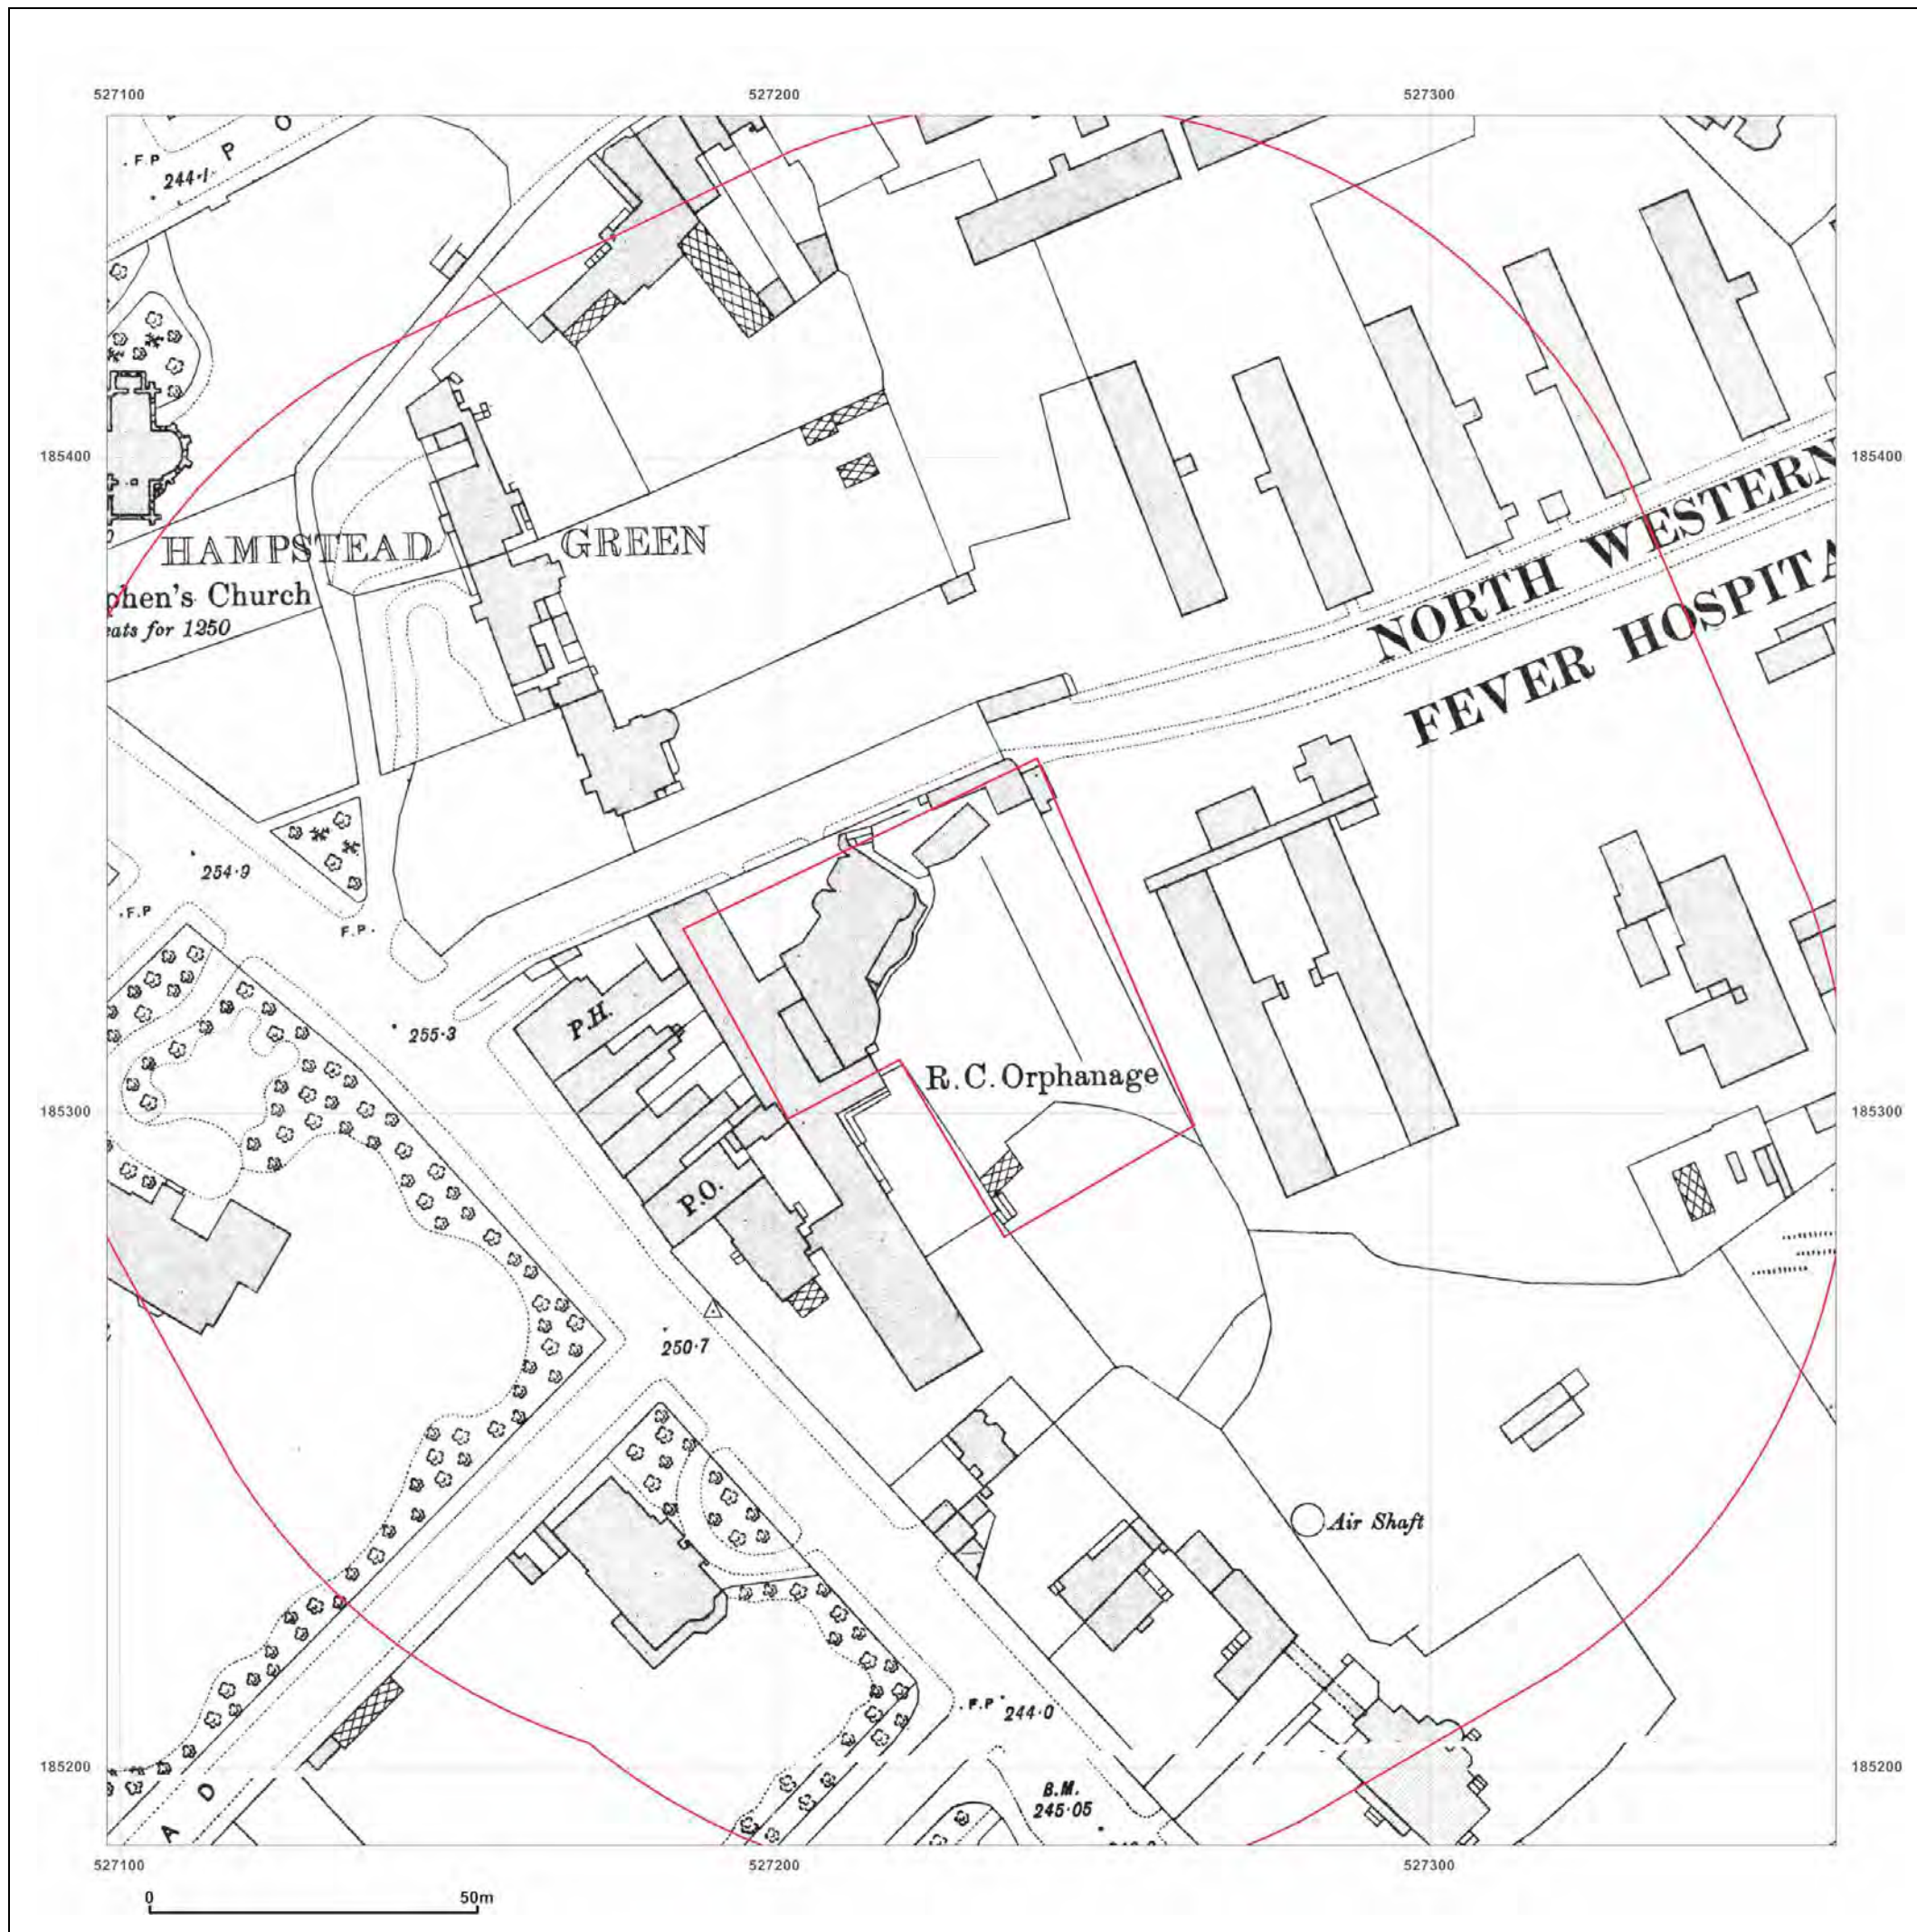 527100
527200
527300
P O
. F.P
244·1·
185400
185400
HAMPSTEAD GREEN
phen's Church
eats for 1250
NORTH WESTERN
FEVER HOSPITA
254·9
. F.P
F.P.
255·3
P.H.
R.C. Orphanage
185300
185300
P.O.
250·7
Air Shaft
. F.P
244·0
185200
185200
B.M.
245·05
A D
527100
527200
527300
0
50m